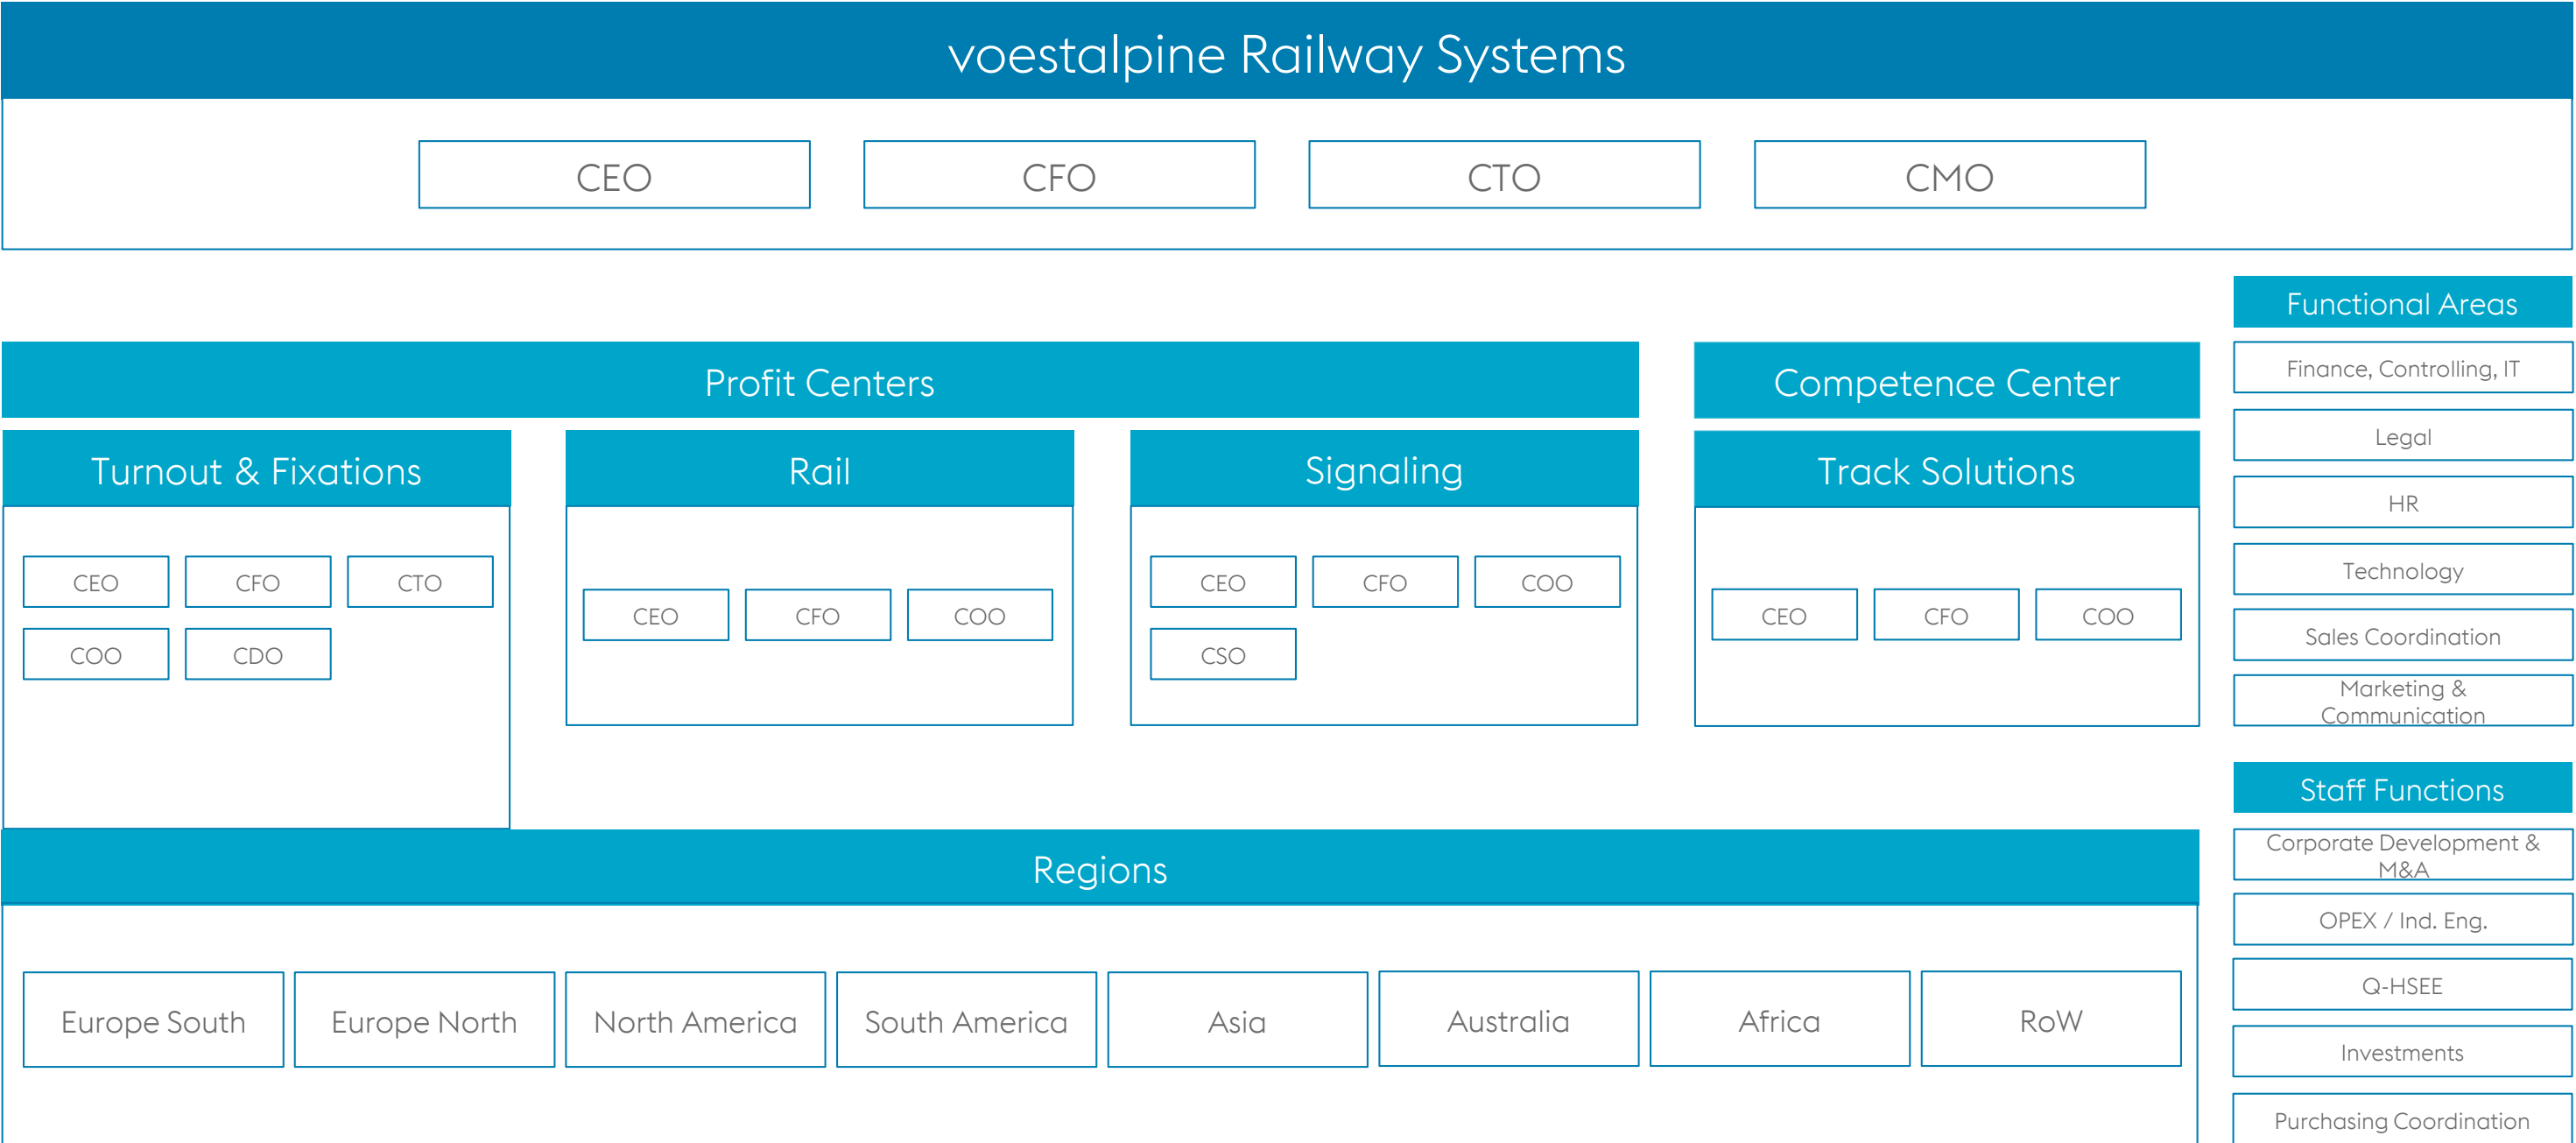 voestalpine Railway Systems
CEO
CFO
CTO
CMO
Profit Centers
Turnout & Fixations
CEO
CFO
CTO
COO
CDO
Rail
CEO
CFO
COO
Signaling
CEO
CFO
COO
CSO
Competence Center
Track Solutions
CEO
CFO
COO
Functional Areas
Finance, Controlling, IT
Legal
HR
Technology
Sales Coordination
Marketing &
Communication
Staff Functions
Corporate Development &
M&A
OPEX / Ind. Eng.
Q-HSEE
Investments
Purchasing Coordination
Regions
Europe South
Europe North
North America
South America
Asia
Australia
Africa
RoW